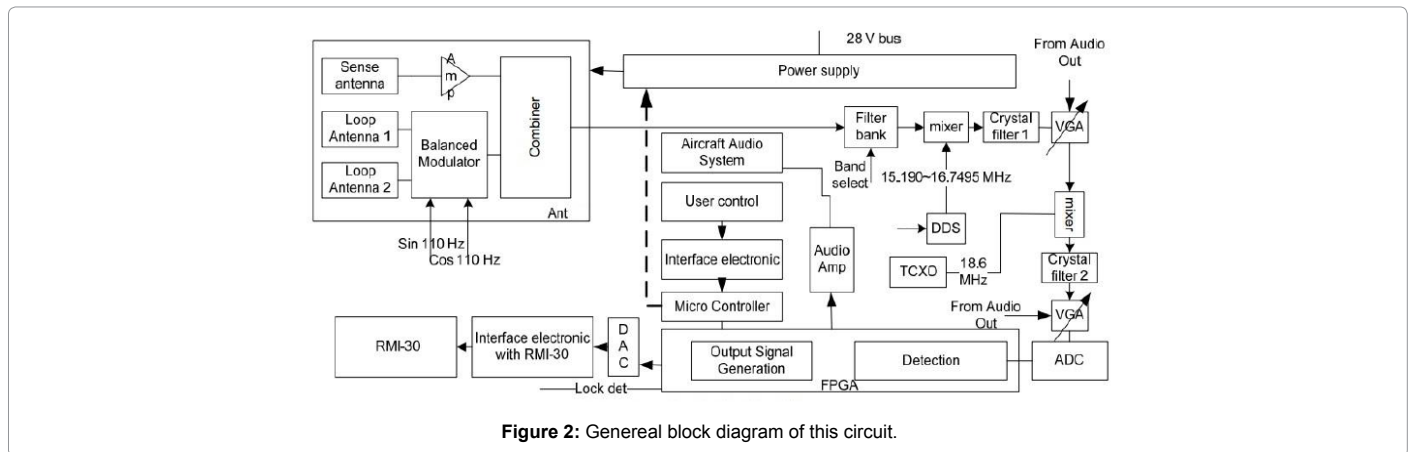 28 V bus
From Audio
Out
Sense
antenna
A
m
p
Power supply
Combiner
Loop
Antenna 1
Balanced
Modulator
Loop
Antenna 2
Filter
bank
mixer
Crystal
filter 1
VGA
Aircraft Audio
System
Band
select
15.190~16.7495 MHz
Ant
User control
mixer
DDS
Sin 110 Hz
Cos 110 Hz
Audio
Amp
Interface electronic
TCXO
18.6
MHz
Crystal
filter 2
Micro Controller
From Audio
Out
VGA
RMI-30
Interface electronic
with RMI-30
D
A
C
Output Signal
Generation
Detection
ADC
FPGA
Lock det
Figure 2: Genereal block diagram of this circuit.